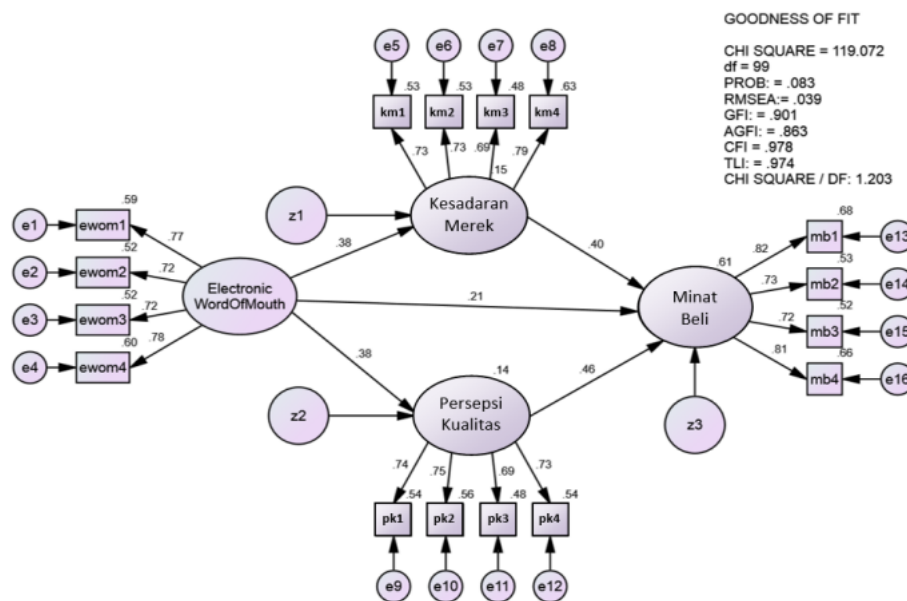 GOODNESS OF FIT
CHI SQUARE = 119.072
df = 99
PROB: = .083
RMSEA:= .039
GFI: = .901
AGFI: = .863
CFI: = .978
TLI: = .974
CHI SQUARE / DF: 1.203
e5 e6 e7 e8
.53 .53 .48 .63
km1 km2 km3 km4
.73 .73 .69 .79
.15
Kesadaran
Merek
z1
.38
.40
.59
e1 ewom1 .77
.52
e2 ewom2 .72
.52
e3 ewom3 .72
.60
e4 ewom4 .78
Electronic
WordOfMouth
.21
.61
Minat
Beli
.68
.82 mb1 e13
.53
.73 mb2 e14
.52
.72 mb3 e15
.66
.81 mb4 e16
.38
.46
z2
z3
.14
Persepsi
Kualitas
.74 .75 .69 .73
.54 .56 .48 .54
pk1 pk2 pk3 pk4
e9 e10 e11 e12